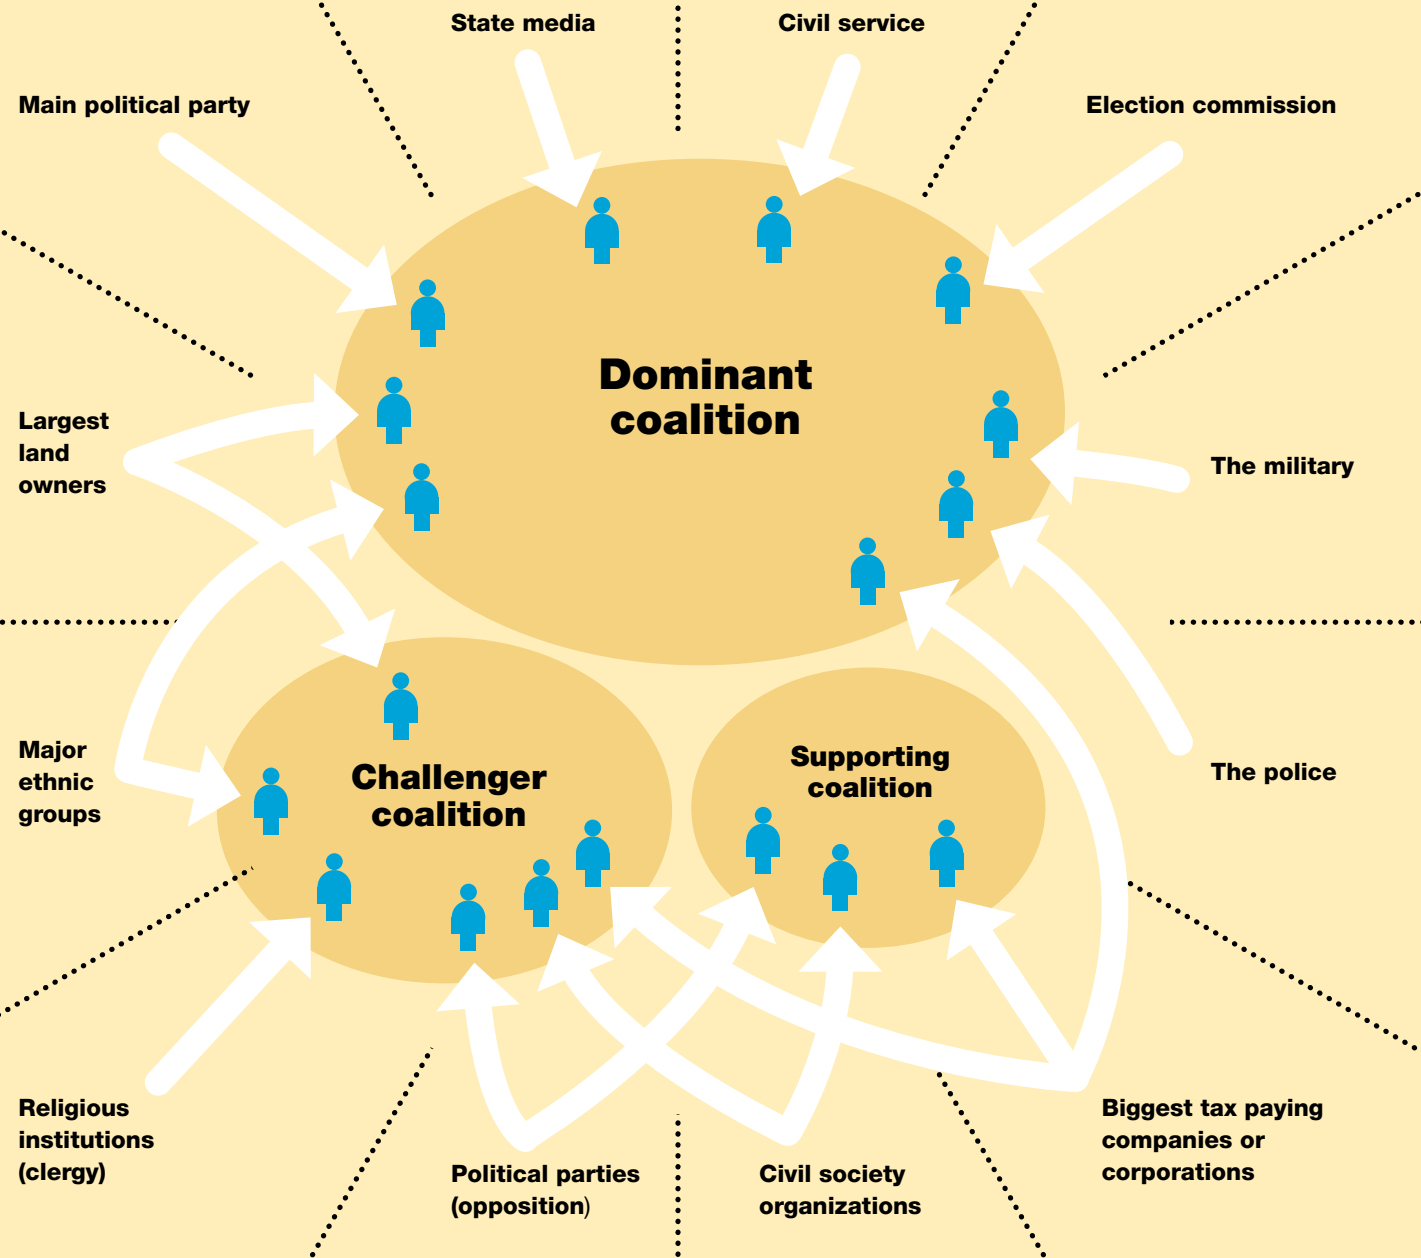 State media
Civil service
Main political party
Election commission
Dominant
coalition
Largest
land
owners
The military
Major
ethnic
groups
Challenger
coalition
Supporting
coalition
The police
Religious
institutions
(clergy)
Political parties
(opposition)
Civil society
organizations
Biggest tax paying
companies or
corporations